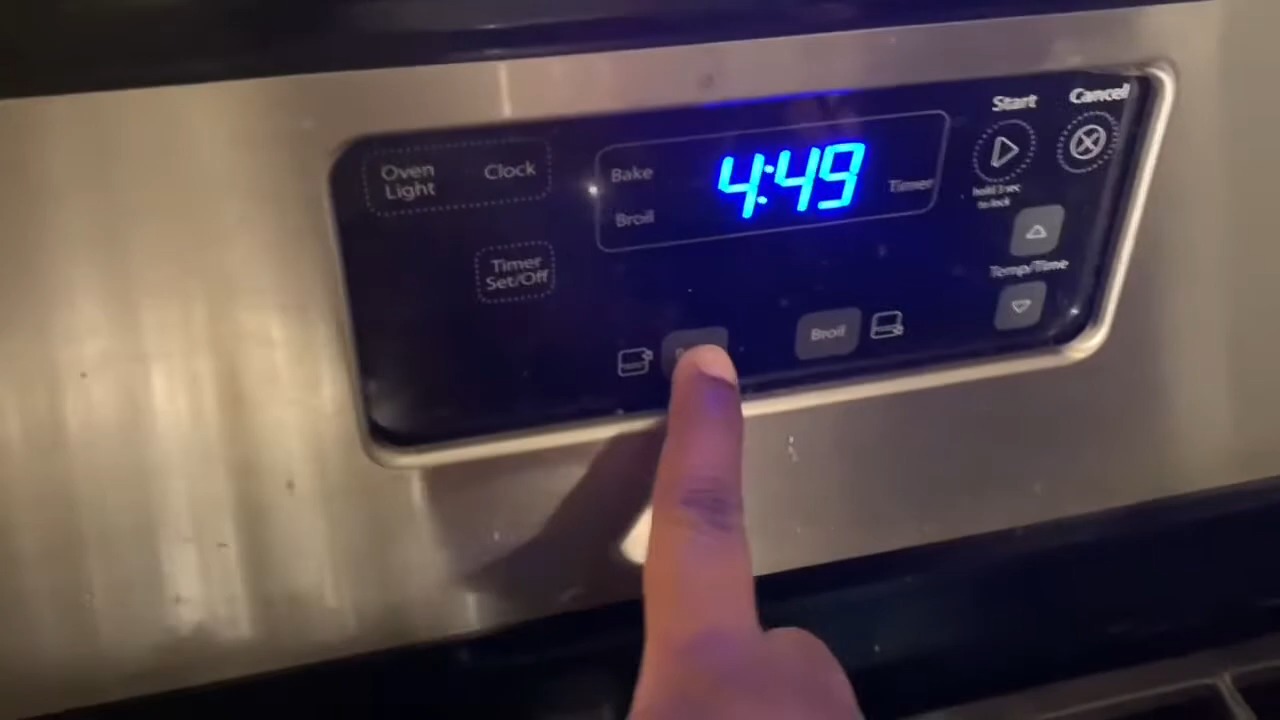 Start
Cancel
Oven
Light
Clock
Bake
4:49
Timer
Broil
hold 3 sec
to lock
Timer
Set/Off
Temp/Time
Broil